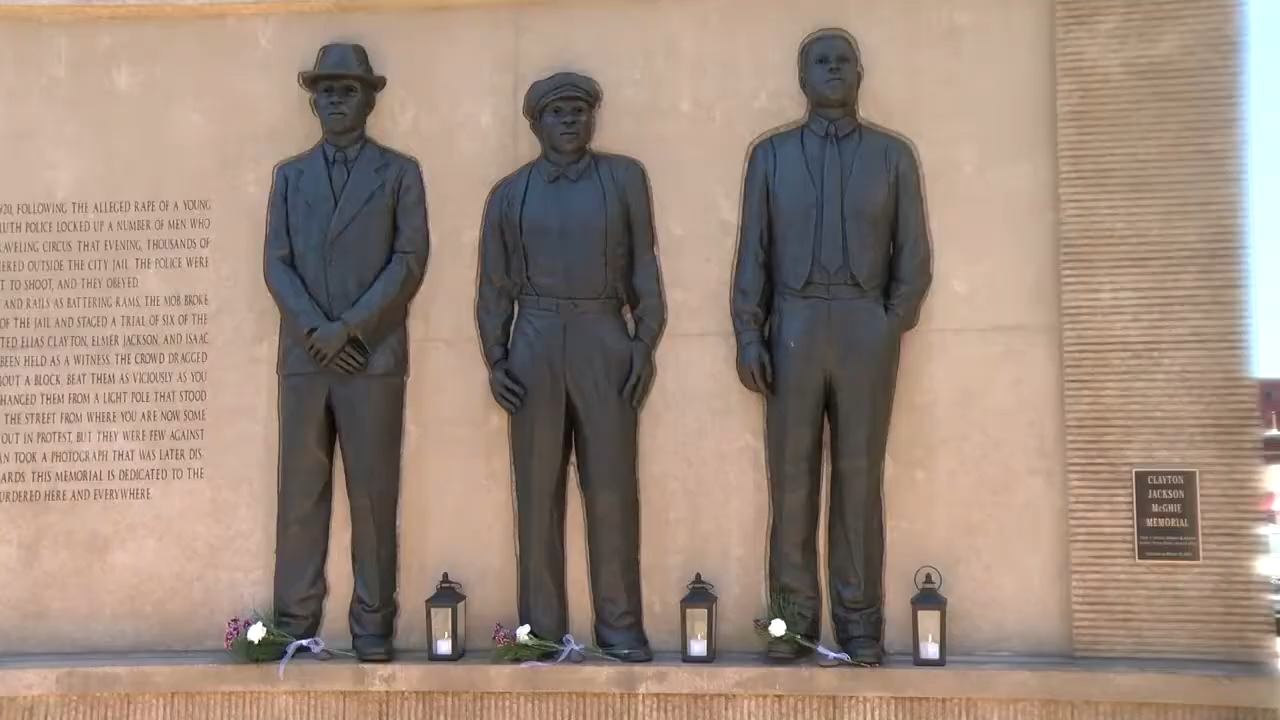 920, FOLLOWING THE ALLEGED RAPE OF A YOUNG
LUTH POLICE LOCKED UP A NUMBER OF MEN WHO
RAVELING CIRCUS THAT EVENING, THOUSANDS OF
ERED OUTSIDE THE CITY JAIL. THE POLICE WERE
T TO SHOOT, AND THEY OBEYED.
AND RAILS AS BATTERING RAMS, THE MOB BROKE
OF THE JAIL AND STAGED A TRIAL OF SIX OF THE
TED ELIAS CLAYTON, ELMER JACKSON, AND ISAAC
BEEN HELD AS A WITNESS. THE CROWD DRAGGED
BOUT A BLOCK, BEAT THEM AS VICIOUSLY AS YOU
HANGED THEM FROM A LIGHT POLE THAT STOOD
THE STREET FROM WHERE YOU ARE NOW SOME
OUT IN PROTEST, BUT THEY WERE FEW AGAINST
AN TOOK A PHOTOGRAPH THAT WAS LATER DIS-
ARDS. THIS MEMORIAL IS DEDICATED TO THE
URDERED HERE AND EVERYWHERE.
CLAYTON
JACKSON
McGHIE
MEMORIAL